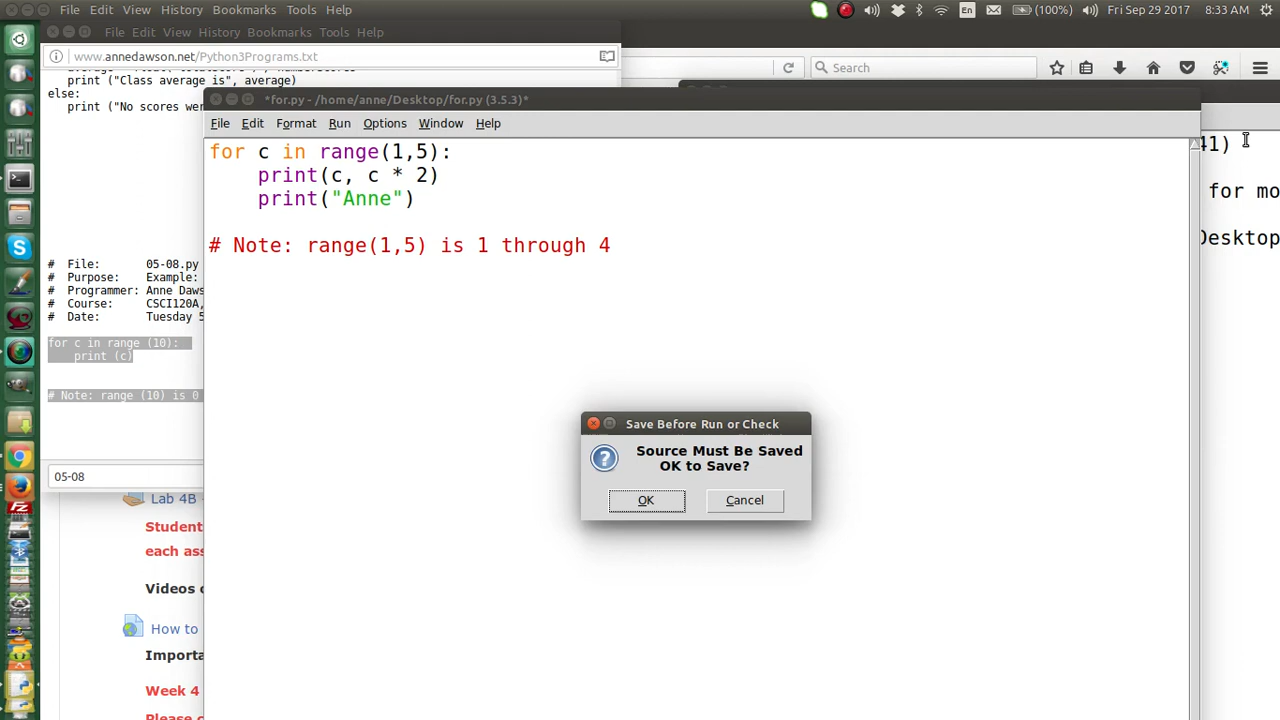 File Edit View History Bookmarks Tools Help
(100%) Fri Sep 29 2017 8:33 AM
En
File Edit View History Bookmarks Tools Help
www.annedawson.net/Python3Programs.txt
Search
print ("Class average is", average)
else:
print ("No scores wer
*for.py - /home/anne/Desktop/for.py (3.5.3)*
File Edit Format Run Options Window Help
for c in range(1,5):
print(c, c * 2)
print("Anne")
# Note: range(1,5) is 1 through 4
41)
for mo
Desktop
# File: 05-08.py
# Purpose: Example:
# Programmer: Anne Daws
# Course: CSCI120A,
# Date: Tuesday 5
for c in range (10):
print (c)
# Note: range (10) is 0
05-08
Save Before Run or Check
Source Must Be Saved
OK to Save?
OK Cancel
Lab 4B
Student
each ass
Videos o
How to
Importa
Week 4
Please c